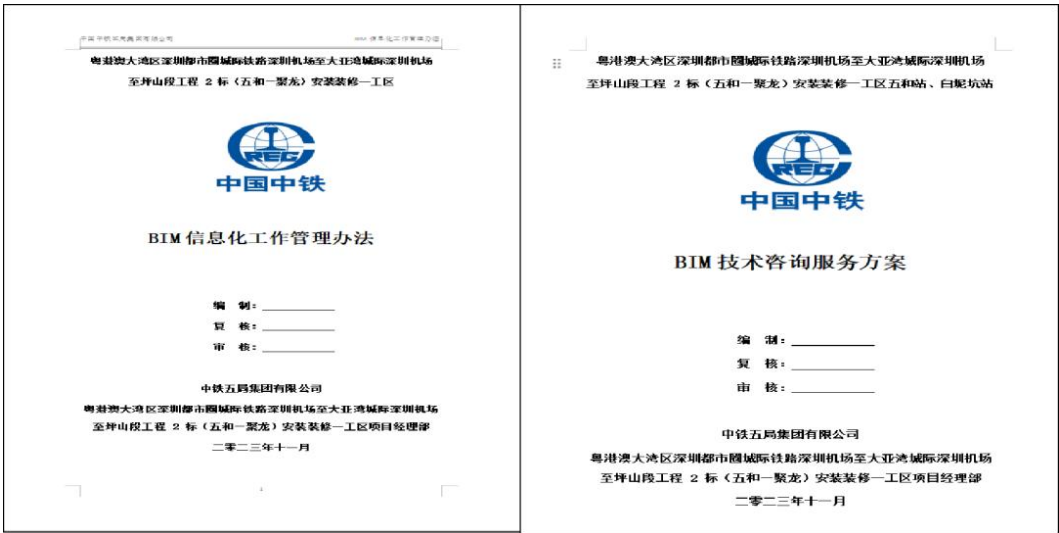 BIM 信息化工作管理办法
粤港澳大湾区深圳都市圈城际铁路深圳机场至大亚湾城际深圳机场
至坪山段工程 2 标（五和—聚龙）安装装修一工区
CREC
中国中铁
BIM 信息化工作管理办法
编 制：
复 核：
审 核：
中铁五局集团有限公司
粤港澳大湾区深圳都市圈城际铁路深圳机场至大亚湾城际深圳机场
至坪山段工程 2 标（五和—聚龙）安装装修一工区项目经理部
二零二三年十一月
粤港澳大湾区深圳都市圈城际铁路深圳机场至大亚湾城际深圳机场
至坪山段工程 2 标（五和—聚龙）安装装修一工区五和站、白坭坑站
CREC
中国中铁
BIM 技术咨询服务方案
编 制：
复 核：
审 核：
中铁五局集团有限公司
粤港澳大湾区深圳都市圈城际铁路深圳机场至大亚湾城际深圳机场
至坪山段工程 2 标（五和—聚龙）安装装修一工区项目经理部
二零二三年十一月